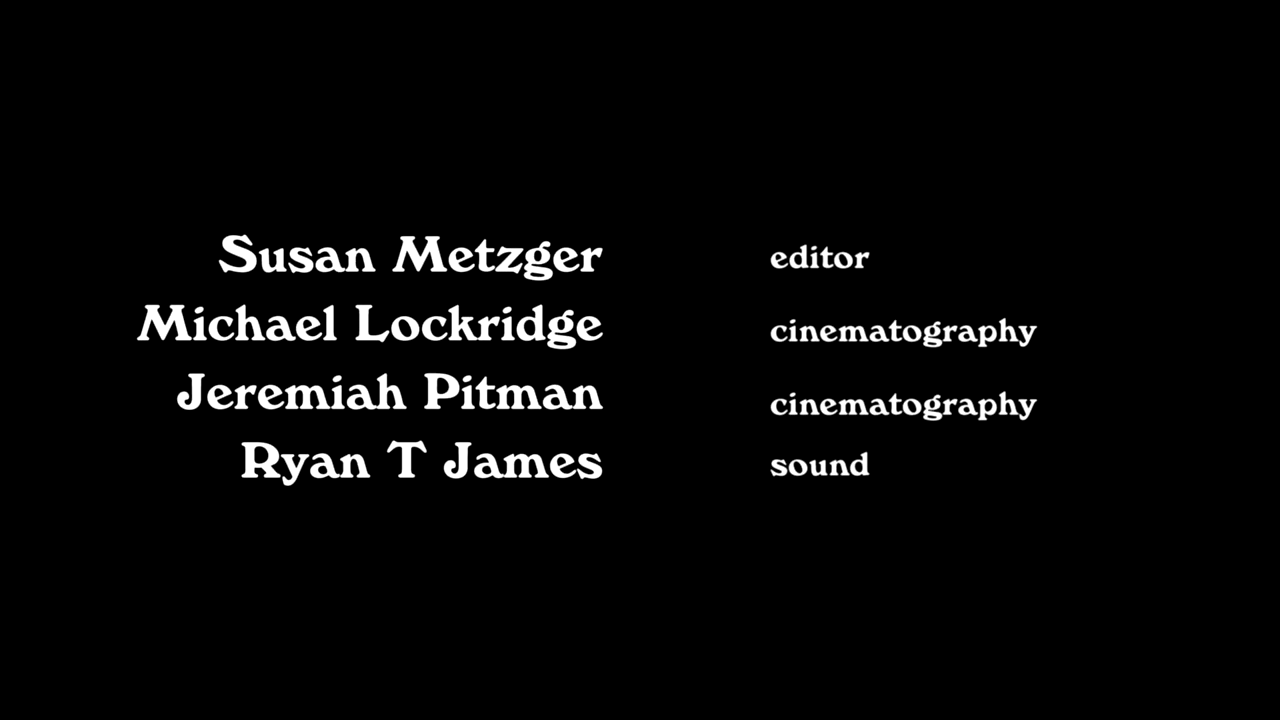 Susan Metzger editor
Michael Lockridge cinematography
Jeremiah Pitman cinematography
Ryan T James sound